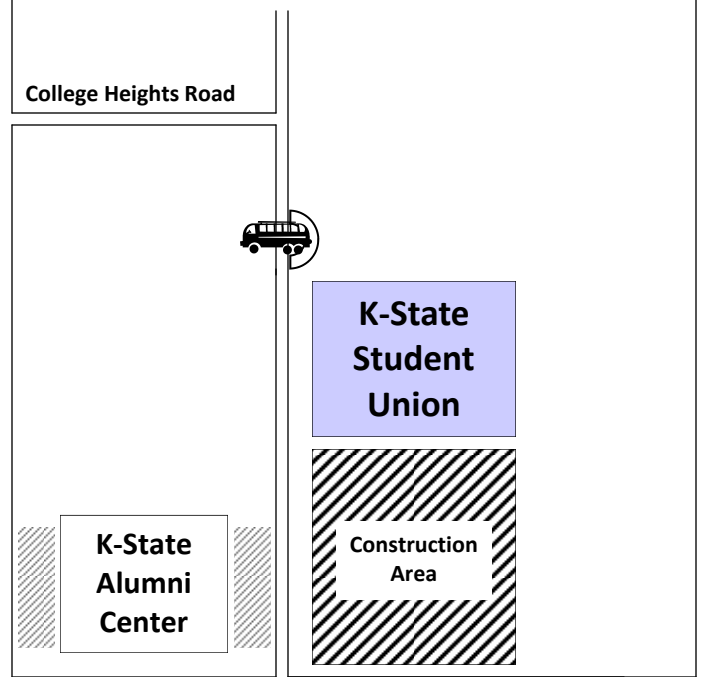 College Heights Road
K-State
Student
Union
Construction
Area
K-State
Alumni
Center